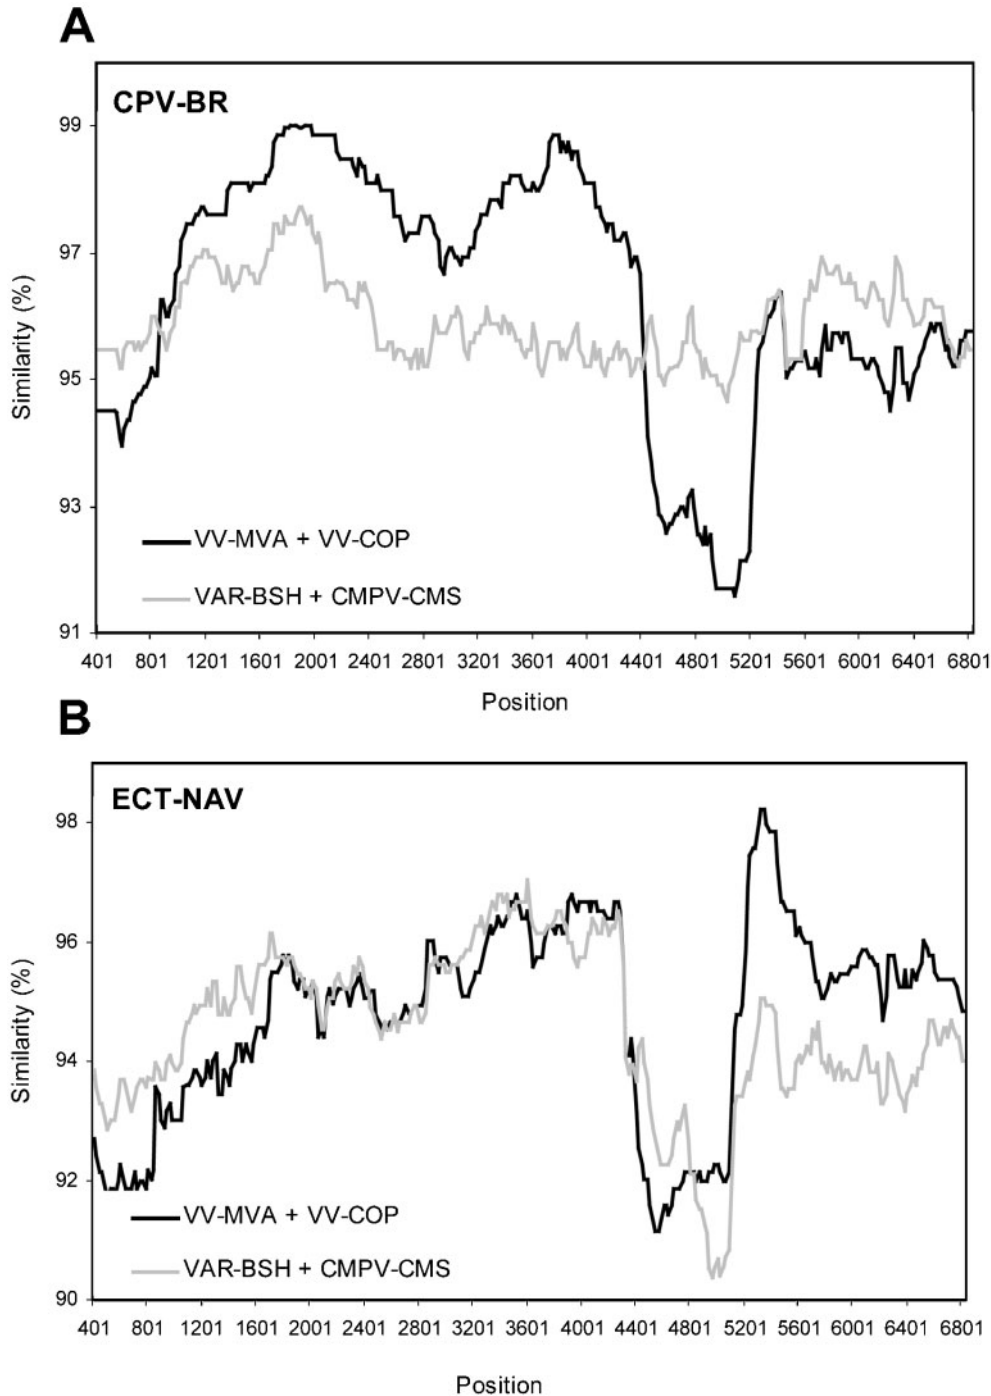 A
CPV-BR
99
97
95
93
91
Similarity (%)
VV-MVA + VV-COP
VAR-BSH + CMPV-CMS
401 801 1201 1601 2001 2401 2801 3201 3601 4001 4401 4801 5201 5601 6001 6401 6801
Position
B
ECT-NAV
98
96
94
92
90
Similarity (%)
VV-MVA + VV-COP
VAR-BSH + CMPV-CMS
401 801 1201 1601 2001 2401 2801 3201 3601 4001 4401 4801 5201 5601 6001 6401 6801
Position